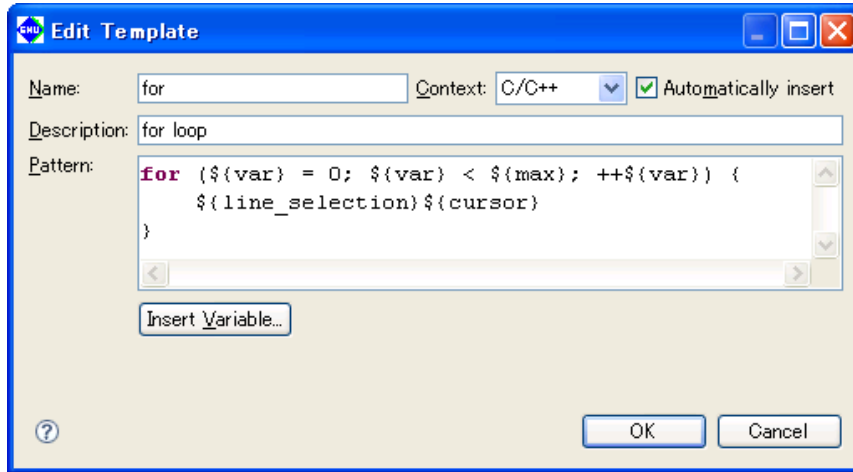 GNU Edit Template
Name: for Context: C/C++ Automatically insert
Description: for loop
Pattern:
for (${var} = 0; ${var} < ${max}; ++${var}) {
    ${line_selection}${cursor}
}
Insert Variable...
? OK Cancel